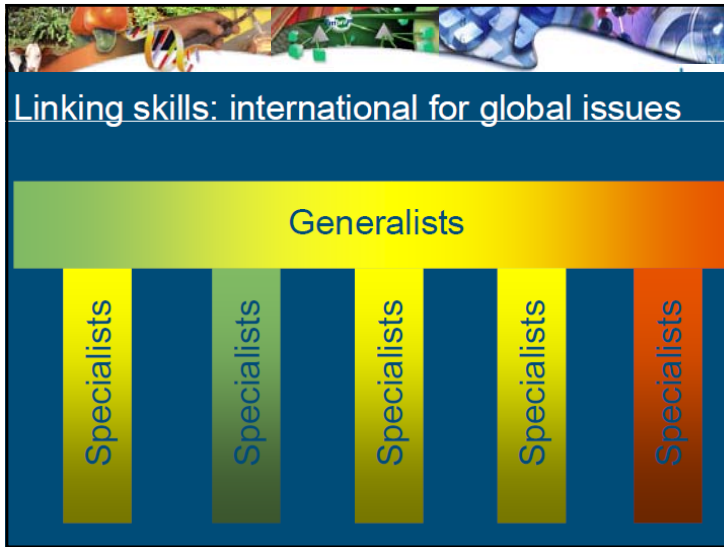 Linking skills: international for global issues
Generalists
Specialists
Specialists
Specialists
Specialists
Specialists